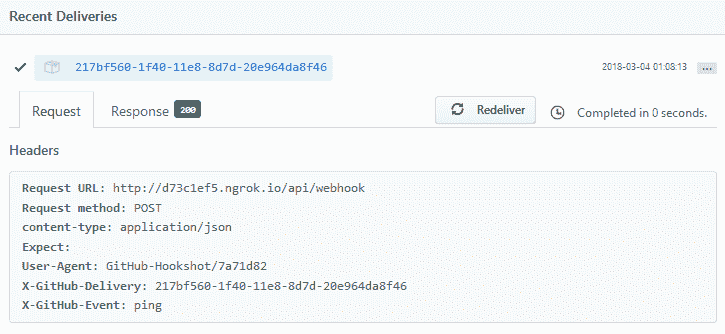 Recent Deliveries
217bf560-1f40-11e8-8d7d-20e964da8f46 2018-03-04 01:08:13 ...
Request Response 200 Redeliver Completed in 0 seconds.
Headers
Request URL: http://d73c1ef5.ngrok.io/api/webhook
Request method: POST
content-type: application/json
Expect:
User-Agent: GitHub-Hookshot/7a71d82
X-GitHub-Delivery: 217bf560-1f40-11e8-8d7d-20e964da8f46
X-GitHub-Event: ping